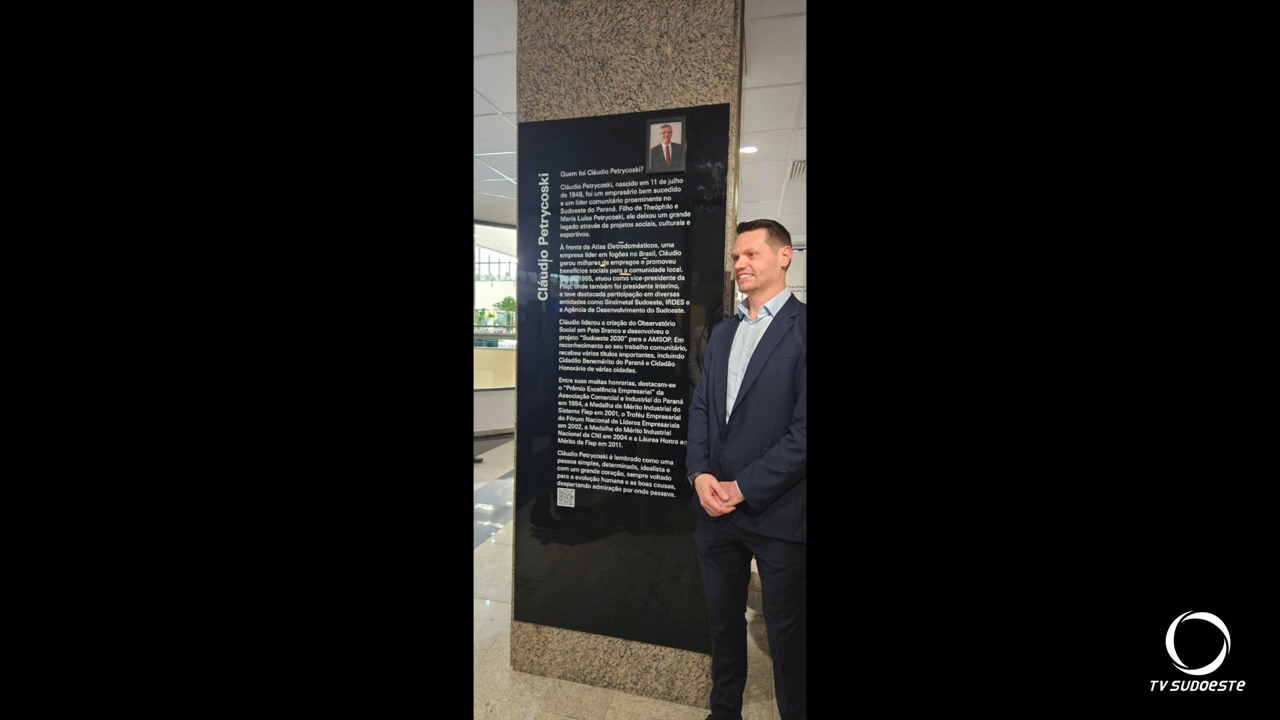 Cláudio Petrycoski
Quem foi Cláudio Petrycoski?
Cláudio Petrycoski, nascido em 11 de julho
de 1949, foi um empresário bem sucedido
e um líder comunitário proeminente no
Sudoeste do Paraná. Filho de Theóphilo e
Maria Luisa Petrycoski, ele deixou um grande
legado através de projetos sociais, culturais e
esportivos.
À frente da Atlas Eletrodomésticos, uma
empresa líder em fogões no Brasil, Cláudio
gerou milhares de empregos e promoveu
benefícios sociais para a comunidade local.
1995, atuou como vice-presidente da
Fiep, onde também foi presidente interino,
e teve destacada participação em diversas
entidades como Sindmetal Sudoeste, IRDES e
a Agência de Desenvolvimento do Sudoeste.
Cláudio liderou a criação do Observatório
Social em Pato Branco e desenvolveu o
projeto "Sudoeste 2030" para a AMSOP. Em
reconhecimento ao seu trabalho comunitário,
recebeu vários títulos importantes, incluindo
Cidadão Benemérito do Paraná e Cidadão
Honorário de várias cidades.
Entre suas muitas honrarias, destacam-se
o "Prêmio Excelência Empresarial" da
Associação Comercial e Industrial do Paraná
em 1994, a Medalha de Mérito Industrial do
Sistema Fiep em 2001, o Troféu Empresarial
do Fórum Nacional de Líderes Empresariais
em 2002, a Medalha do Mérito Industrial
Nacional da CNI em 2004 e a Láurea Honra ao
Mérito da Fiep em 2011.
Cláudio Petrycoski é lembrado como uma
pessoa simples, determinada, idealista e
com um grande coração, sempre voltado
para a evolução humana e as boas causas,
despertando admiração por onde passava.
TV SUDOESTE